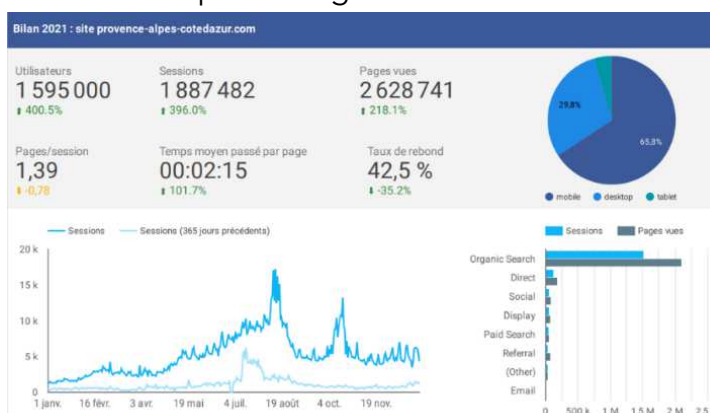 Bilan 2021 : site provence-alpes-cotedazur.com
Utilisateurs
1 595 000
400.5%
Sessions
1 887 482
396.0%
Pages vues
2 628 741
218.1%
Pages/session
1,39
-0,78
Temps moyen passé par page
00:02:15
101.7%
Taux de rebond
42,5 %
-35.2%
29,8%
65,8%
mobile desktop tablet
Sessions Sessions (365 jours précédents)
20 k
15 k
10 k
5 k
0
1 janv. 16 févr. 3 avr. 19 mai 4 juil. 19 août 4 oct. 19 nov.
Sessions Pages vues
Organic Search
Direct
Social
Display
Paid Search
Referral
(Other)
Email
0 500 k 1 M 1,5 M 2 M 2,5